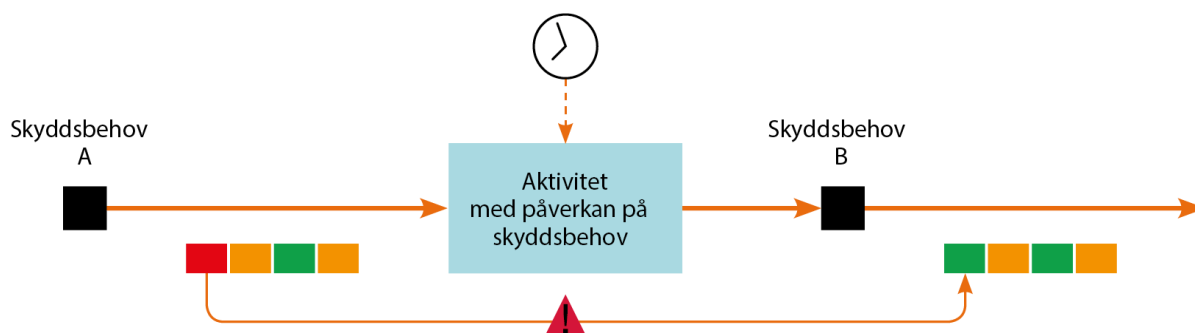 Skyddsbehov
A
Aktivitet
med påverkan på
skyddsbehov
Skyddsbehov
B
!